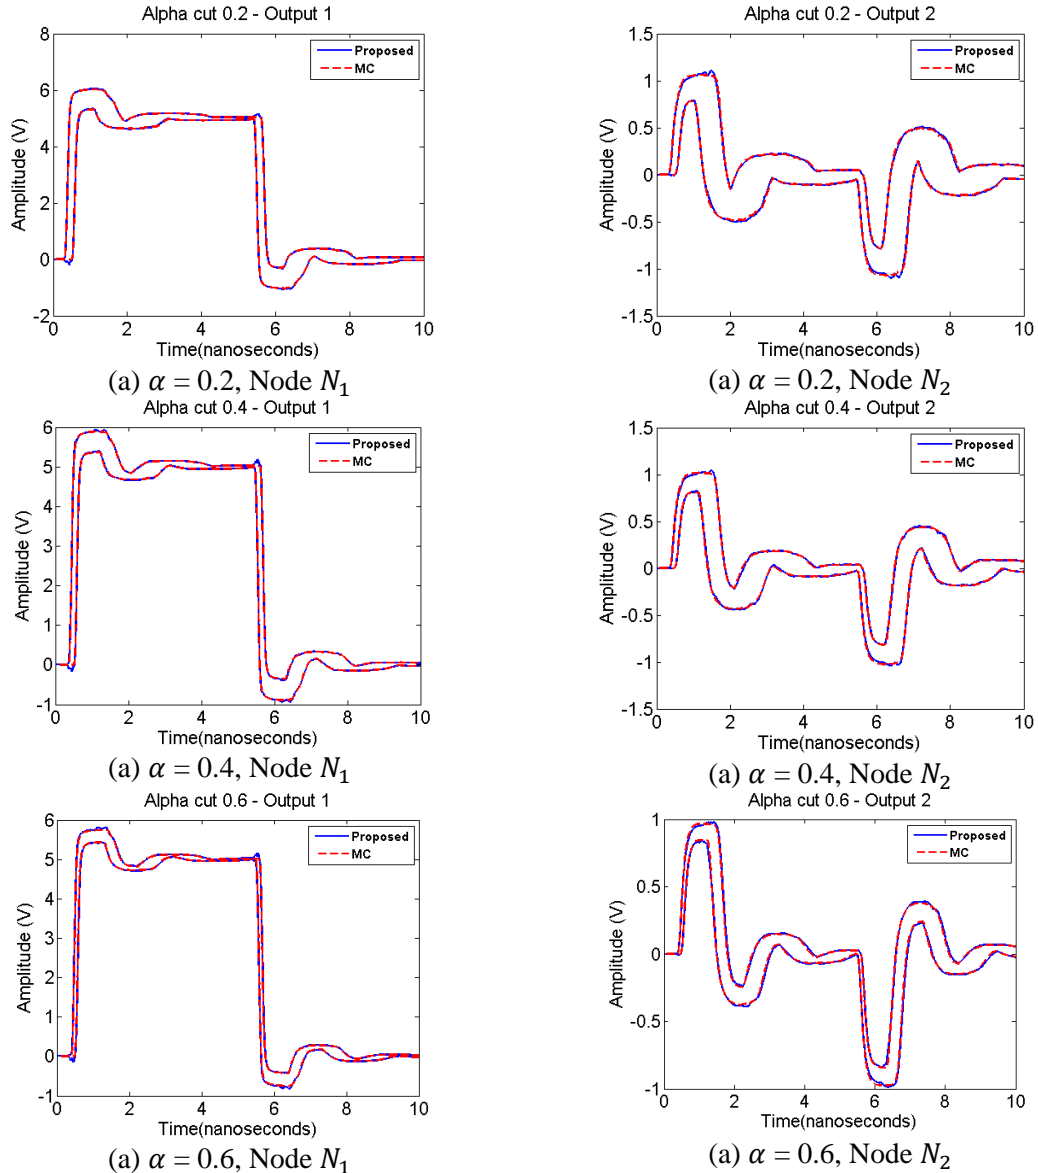 Alpha cut 0.2 - Output 1
8
6
4
2
0
-2
0 2 4 6 8 10
Amplitude (V)
Time(nanoseconds)
Proposed
MC
(a) α = 0.2, Node N1
Alpha cut 0.2 - Output 2
1.5
1
0.5
0
-0.5
-1
-1.5
0 2 4 6 8 10
Amplitude (V)
Time(nanoseconds)
Proposed
MC
(a) α = 0.2, Node N2
Alpha cut 0.4 - Output 1
6
5
4
3
2
1
0
-1
0 2 4 6 8 10
Amplitude (V)
Time(nanoseconds)
Proposed
MC
(a) α = 0.4, Node N1
Alpha cut 0.4 - Output 2
1.5
1
0.5
0
-0.5
-1
-1.5
0 2 4 6 8 10
Amplitude (V)
Time(nanoseconds)
Proposed
MC
(a) α = 0.4, Node N2
Alpha cut 0.6 - Output 1
6
5
4
3
2
1
0
-1
0 2 4 6 8 10
Amplitude (V)
Time(nanoseconds)
Proposed
MC
(a) α = 0.6, Node N1
Alpha cut 0.6 - Output 2
1
0.5
0
-0.5
-1
0 2 4 6 8 10
Amplitude (V)
Time(nanoseconds)
Proposed
MC
(a) α = 0.6, Node N2